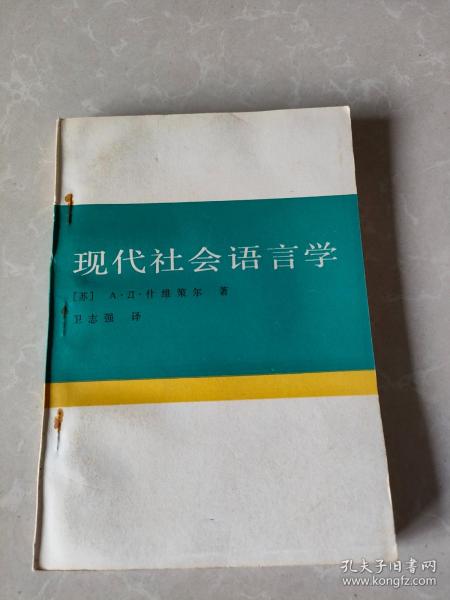 现代社会语言学
[苏] А·Д·什维策尔 著
卫志强 译
孔夫子旧书网
www.kongfz.com